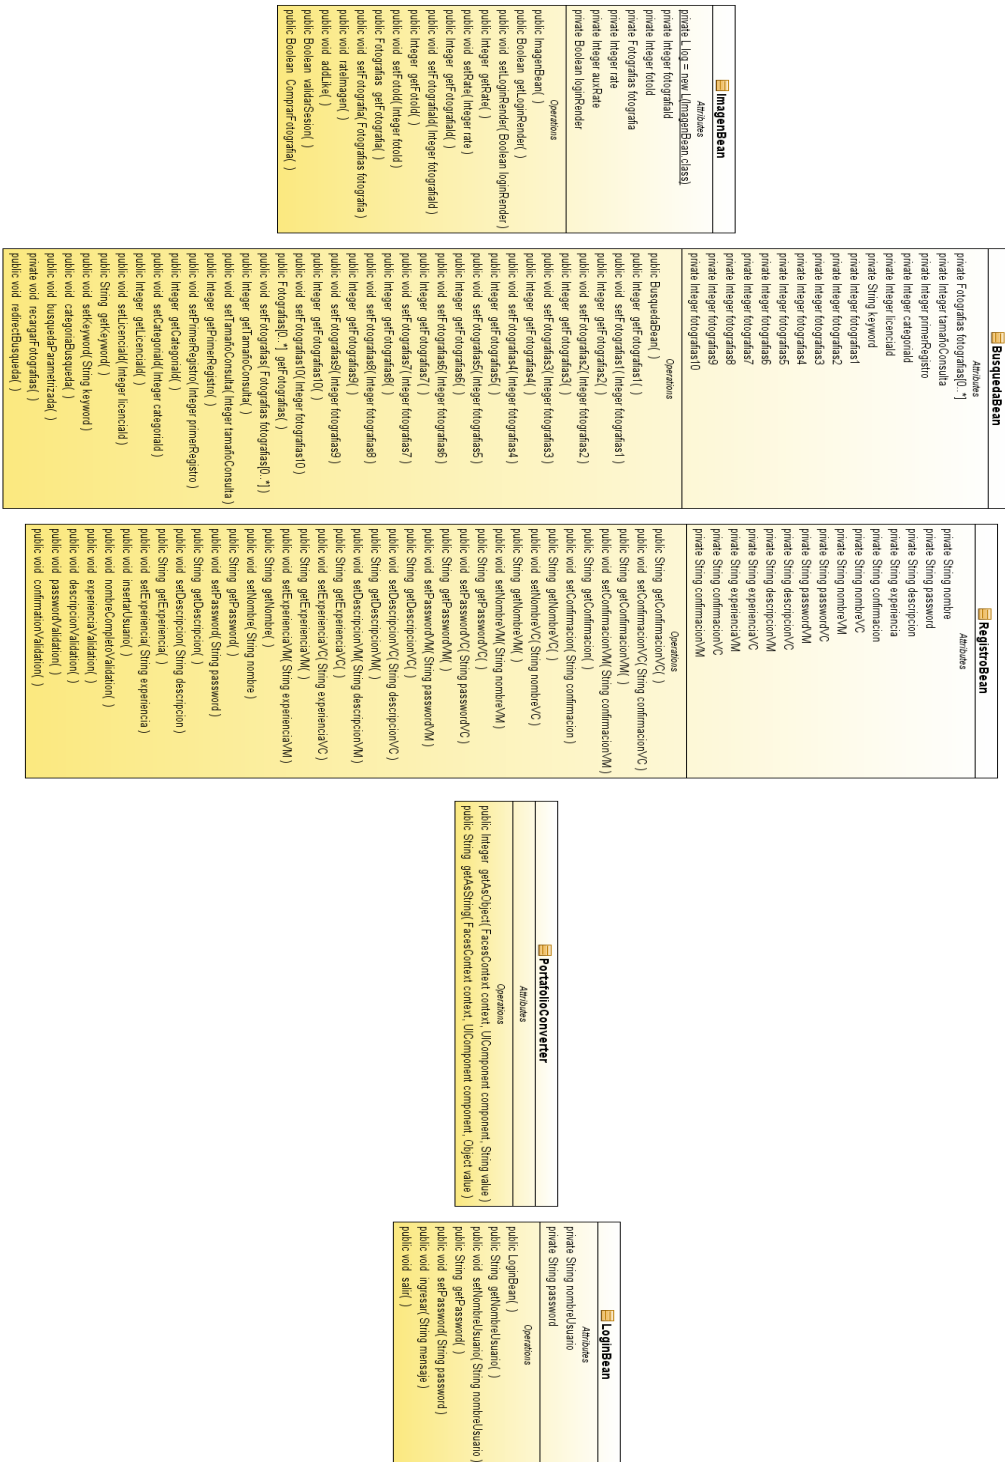 ImagenBean
Attributes
private L log = new L(ImagenBean.class)
private Integer fotografiaId
private Integer fotoId
private Fotografias fotografia
private Integer rate
private Integer auxRate
private Boolean loginRender
Operations
public ImagenBean( )
public Boolean getLoginRender( )
public void setLoginRender( Boolean loginRender )
public Integer getRate( )
public void setRate( Integer rate )
public Integer getFotografiaId( )
public void setFotografiaId( Integer fotografiaId )
public Integer getFotoId( )
public void setFotoId( Integer fotoId )
public Fotografias getFotografia( )
public void setFotografia( Fotografias fotografia )
public void rateImagen( )
public void addLike( )
public Boolean validarSesion( )
public Boolean ComprarFotografia( )
BusquedaBean
Attributes
private Fotografias fotografias[0..*]
private Integer tamañoConsulta
private Integer primerRegistro
private Integer categoriaId
private Integer licenciaId
private String keyword
private Integer fotografias1
private Integer fotografias2
private Integer fotografias3
private Integer fotografias4
private Integer fotografias5
private Integer fotografias6
private Integer fotografias7
private Integer fotografias8
private Integer fotografias9
private Integer fotografias10
Operations
public BusquedaBean( )
public Integer getFotografias1( )
public void setFotografias1( Integer fotografias1 )
public Integer getFotografias2( )
public void setFotografias2( Integer fotografias2 )
public Integer getFotografias3( )
public void setFotografias3( Integer fotografias3 )
public Integer getFotografias4( )
public void setFotografias4( Integer fotografias4 )
public Integer getFotografias5( )
public void setFotografias5( Integer fotografias5 )
public Integer getFotografias6( )
public void setFotografias6( Integer fotografias6 )
public Integer getFotografias7( )
public void setFotografias7( Integer fotografias7 )
public Integer getFotografias8( )
public void setFotografias8( Integer fotografias8 )
public Integer getFotografias9( )
public void setFotografias9( Integer fotografias9 )
public Integer getFotografias10( )
public void setFotografias10( Integer fotografias10 )
public Fotografias[0..*] getFotografias( )
public void setFotografias( Fotografias fotografias[0..*] )
public Integer getTamañoConsulta( )
public void setTamañoConsulta( Integer tamañoConsulta )
public Integer getPrimerRegistro( )
public void setPrimerRegistro( Integer primerRegistro )
public Integer getCategoriaId( )
public void setCategoriaId( Integer categoriaId )
public Integer getLicenciaId( )
public void setLicenciaId( Integer licenciaId )
public String getKeyword( )
public void setKeyword( String keyword )
public void categoriaBusqueda( )
public void busquedaParametrizada( )
private void recargarFotografias( )
public void redirectBusqueda( )
RegistroBean
Attributes
private String nombre
private String password
private String descripcion
private String experiencia
private String confirmacion
private String nombreVC
private String nombreVM
private String passwordVC
private String passwordVM
private String descripcionVC
private String descripcionVM
private String experienciaVC
private String experienciaVM
private String confirmacionVC
private String confirmacionVM
Operations
public String getConfirmacionVC( )
public void setConfirmacionVC( String confirmacionVC )
public String getConfirmacionVM( )
public void setConfirmacionVM( String confirmacionVM )
public String getConfirmacion( )
public void setConfirmacion( String confirmacion )
public String getNombreVC( )
public void setNombreVC( String nombreVC )
public String getNombreVM( )
public void setNombreVM( String nombreVM )
public String getPasswordVC( )
public void setPasswordVC( String passwordVC )
public String getPasswordVM( )
public void setPasswordVM( String passwordVM )
public String getDescripcionVC( )
public void setDescripcionVC( String descripcionVC )
public String getDescripcionVM( )
public void setDescripcionVM( String descripcionVM )
public String getExperienciaVC( )
public void setExperienciaVC( String experienciaVC )
public String getExperienciaVM( )
public void setExperienciaVM( String experienciaVM )
public String getNombre( )
public void setNombre( String nombre )
public String getPassword( )
public void setPassword( String password )
public String getDescripcion( )
public void setDescripcion( String descripcion )
public String getExperiencia( )
public void setExperiencia( String experiencia )
public void insertaUsuario( )
public void nombreCompletoValidation( )
public void experienciaValidation( )
public void descripcionValidation( )
public void passwordValidation( )
public void confirmationValidation( )
PortafolioConverter
Attributes
Operations
public Integer getAsObject( FacesContext context, UIComponent component, String value )
public String getAsString( FacesContext context, UIComponent component, Object value )
LoginBean
Attributes
private String nombreUsuario
private String password
Operations
public LoginBean( )
public String getNombreUsuario( )
public void setNombreUsuario( String nombreUsuario )
public String getPassword( )
public void setPassword( String password )
public void ingresar( String mensaje )
public void salir( )